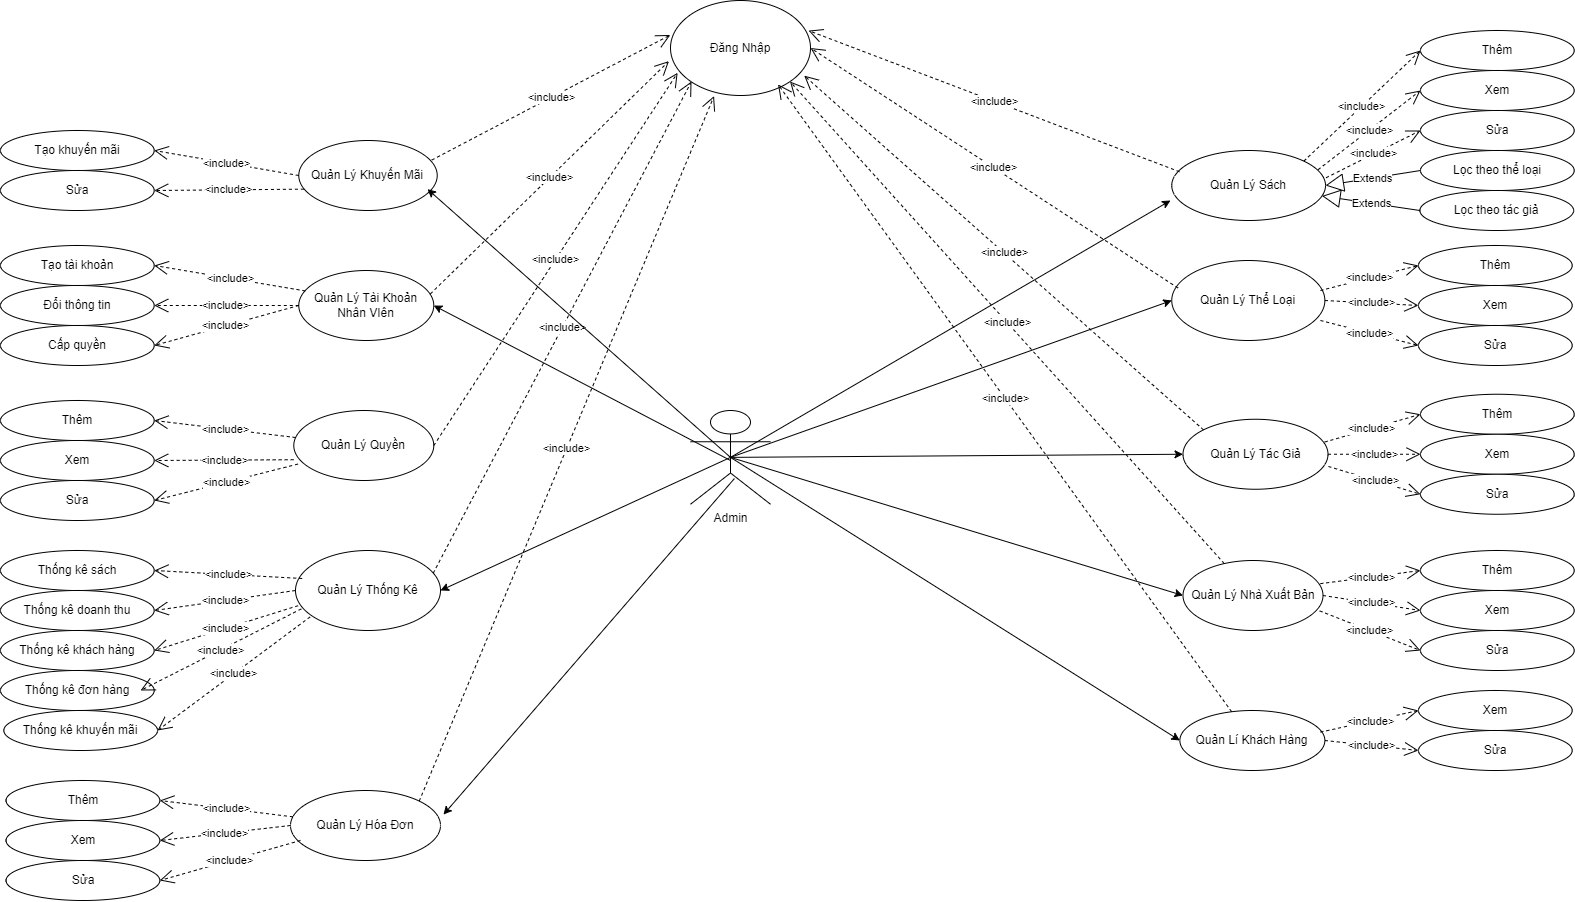 Đăng Nhập
<include>
<include>
<include>
<include>
<include>
<include>
<include>
<include>
<include>
<include>
Tạo khuyến mãi
Sửa
<include>
<include>
Quản Lý Khuyến Mãi
Tạo tài khoản
Đổi thông tin
Cấp quyền
<include>
<include>
<include>
Quản Lý Tài Khoản
Nhân VIên
Thêm
Xem
Sửa
<include>
<include>
<include>
Quản Lý Quyền
Thống kê sách
Thống kê doanh thu
Thống kê khách hàng
Thống kê đơn hàng
Thống kê khuyến mãi
<include>
<include>
<include>
<include>
<include>
Quản Lý Thống Kê
Thêm
Xem
Sửa
<include>
<include>
<include>
Quản Lý Hóa Đơn
Admin
Quản Lý Sách
<include>
<include>
<include>
Extends
Extends
Thêm
Xem
Sửa
Lọc theo thể loại
Lọc theo tác giả
Quản Lý Thể Loại
<include>
<include>
<include>
Thêm
Xem
Sửa
Quản Lý Tác Giả
<include>
<include>
<include>
Thêm
Xem
Sửa
Quản Lý Nhà Xuất Bản
<include>
<include>
<include>
Thêm
Xem
Sửa
Quản Lí Khách Hàng
<include>
<include>
Xem
Sửa